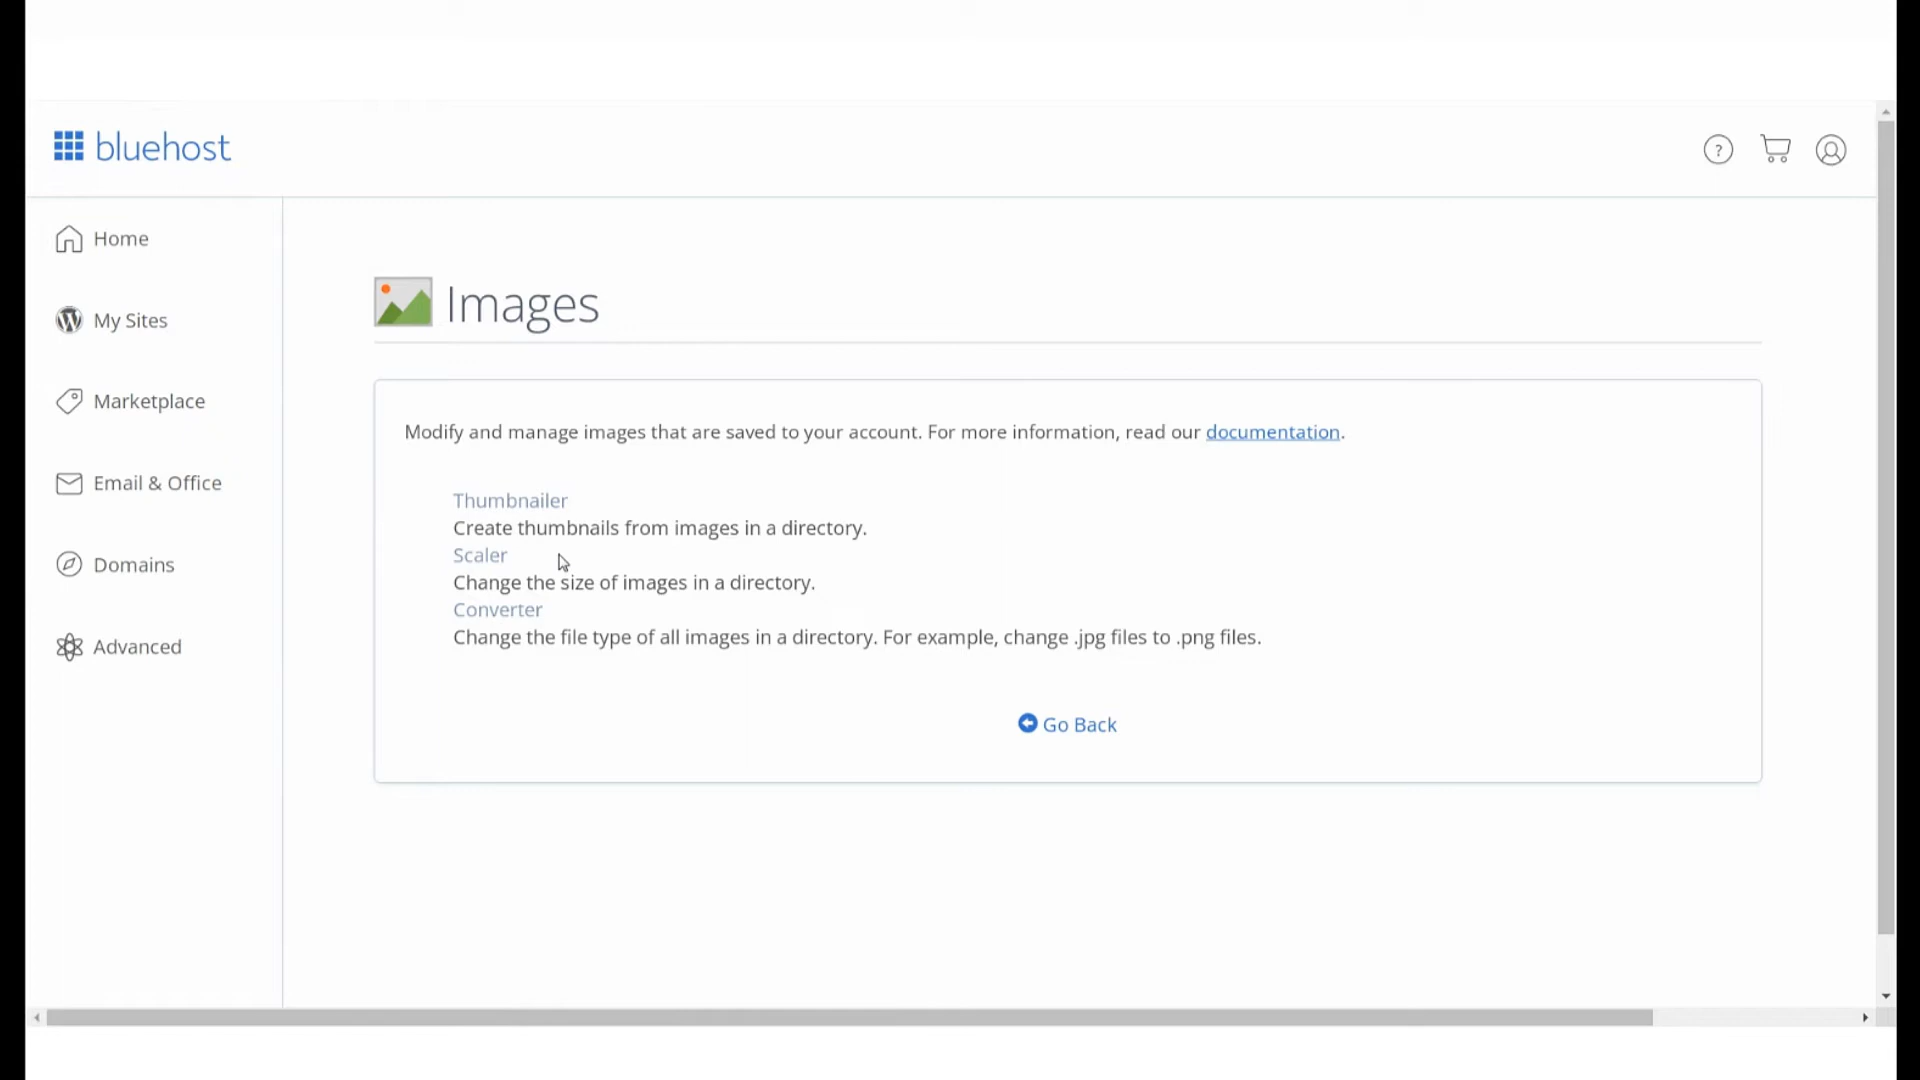 bluehost
?
Home
My Sites
Marketplace
Email & Office
Domains
Advanced
Images
Modify and manage images that are saved to your account. For more information, read our documentation.
Thumbnailer
Create thumbnails from images in a directory.
Scaler
Change the size of images in a directory.
Converter
Change the file type of all images in a directory. For example, change .jpg files to .png files.
Go Back